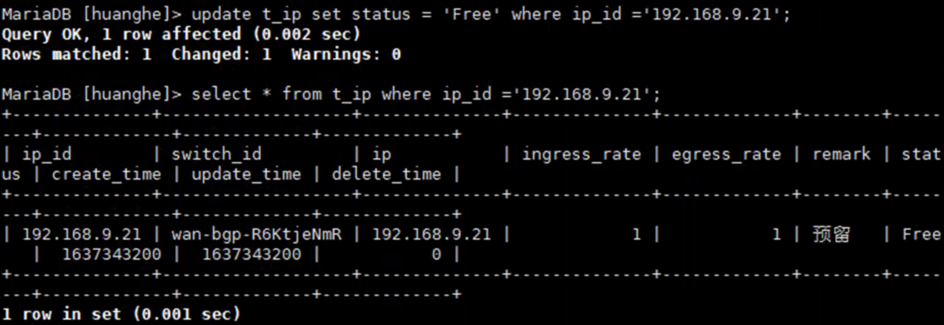 MariaDB [huanghe]> update t_ip set status = 'Free' where ip_id ='192.168.9.21';
Query OK, 1 row affected (0.002 sec)
Rows matched: 1  Changed: 1  Warnings: 0

MariaDB [huanghe]> select * from t_ip where ip_id ='192.168.9.21';
+--------------+--------------------+--------------+--------------+-------------+--------+-----
---+-------------+-------------+-------------+
| ip_id        | switch_id          | ip           | ingress_rate | egress_rate | remark | stat
us | create_time | update_time | delete_time |
+--------------+--------------------+--------------+--------------+-------------+--------+-----
---+-------------+-------------+-------------+
| 192.168.9.21 | wan-bgp-R6KtjeNmR | 192.168.9.21 |            1 |           1 | 预留   | Free
   |  1637343200 |  1637343200 |           0 |
+--------------+--------------------+--------------+--------------+-------------+--------+-----
---+-------------+-------------+-------------+
1 row in set (0.001 sec)